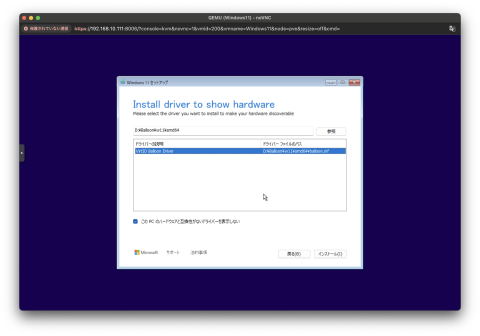 QEMU (Windows11) - noVNC
保護されていない通信
https://192.168.10.111:8006/?console=kvm&novnc=1&vmid=200&vmname=Windows11&node=pve&resize=off&cmd=
Windows 11 セットアップ
Install driver to show hardware
Please select the driver you want to install to make your hardware discoverable
D:¥Balloon¥w11¥amd64
参照
ドライバーの説明 ドライバー ファイルのパス
VirtIO Balloon Driver D:¥Balloon¥w11¥amd64¥balloon.inf
この PC のハードウェアと互換性がないドライバーを表示しない
Microsoft サポート 法的事項
戻る(B) インストール(I)